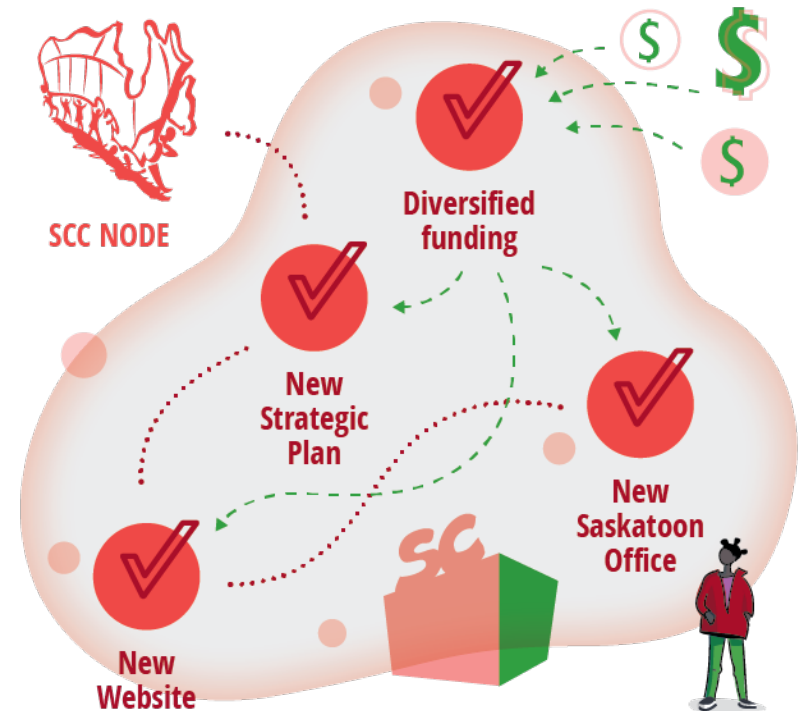 $
$
$
Diversified
funding
SCC NODE
New
Strategic
Plan
New
Saskatoon
Office
SC
New
Website